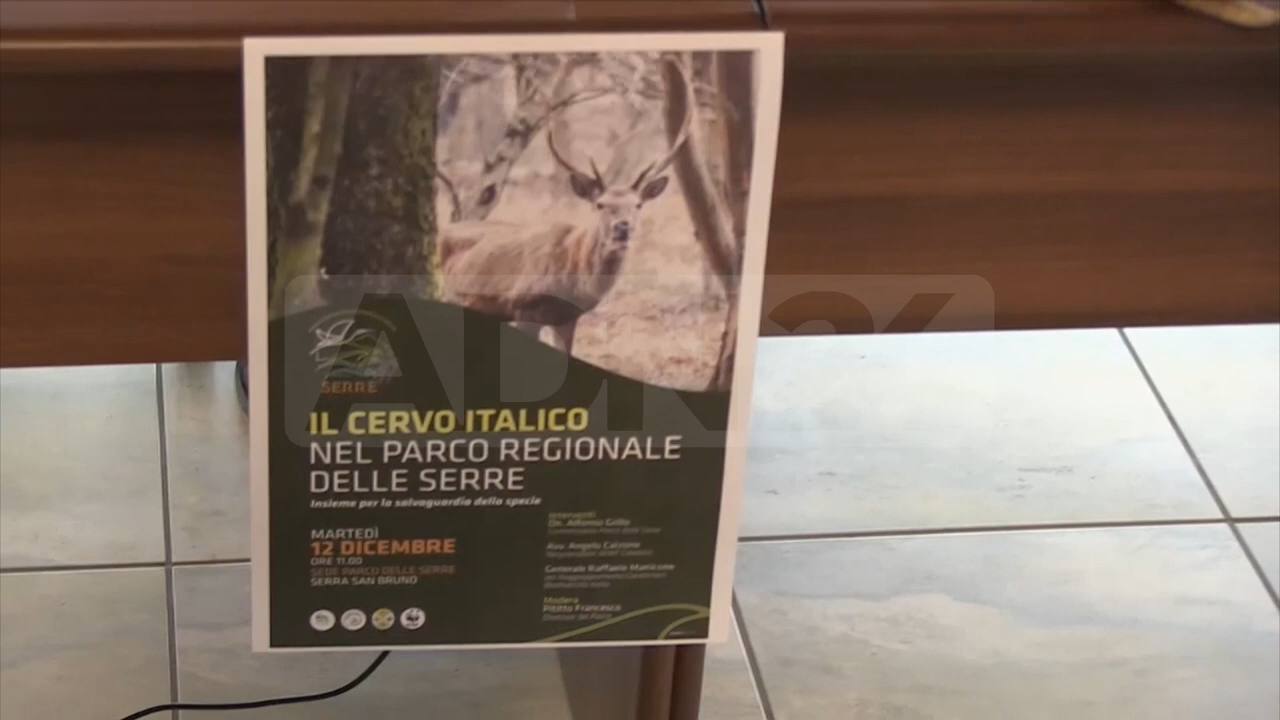 ADN24
SERRE
IL CERVO ITALICO
NEL PARCO REGIONALE
DELLE SERRE
Insieme per la salvaguardia della specie
MARTEDÌ
12 DICEMBRE
ORE 11.00
SEDE PARCO DELLE SERRE
SERRA SAN BRUNO
Interventi
On. Alfonso Grillo
Avv. Angelo Calzone
Generale Raffaele Manicone
Modera
Pititto Francesco